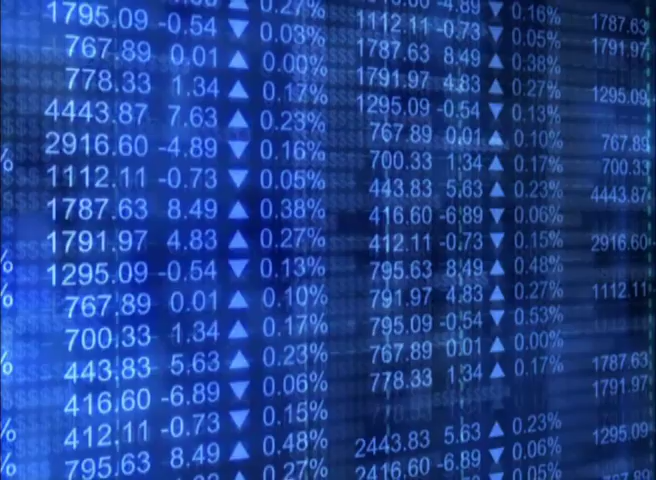 0.27%
1795.09 -0.54 ▼ 0.03%
767.89 0.01 ▲ 0.00%
778.33 1.34 ▲ 0.17%
4443.87 7.63 ▲ 0.23%
2916.60 -4.89 ▼ 0.16%
1112.11 -0.73 ▼ 0.05%
1787.63 8.49 ▲ 0.38%
1791.97 4.83 ▲ 0.27%
1295.09 -0.54 ▼ 0.13%
767.89 0.01 ▲ 0.10%
700.33 1.34 ▲ 0.17%
443.83 5.63 ▲ 0.23%
416.60 -6.89 ▼ 0.06%
412.11 -0.73 ▼ 0.15%
795.63 8.49 ▲ 0.48%
0.27%
-4.89 ▼ 0.16%
1112.11 -0.73 ▼ 0.05%
1787.63 8.49 ▲ 0.38%
1791.97 4.83 ▲ 0.27%
1295.09 -0.54 ▼ 0.13%
767.89 0.01 ▲ 0.10%
700.33 1.34 ▲ 0.17%
443.83 5.63 ▲ 0.23%
416.60 -6.89 ▼ 0.06%
412.11 -0.73 ▼ 0.15%
795.63 8.49 ▲ 0.48%
791.97 4.83 ▲ 0.27%
795.09 -0.54 ▼ 0.53%
767.89 0.01 ▲ 0.00%
778.33 1.34 ▲ 0.17%
2443.83 5.63 ▲ 0.23%
2416.60 -6.89 ▼ 0.06%
0.05%
1787.63
1791.97
1295.09
767.89
700.33
4443.87
2916.60
1112.11
1787.63
1791.97
1295.09